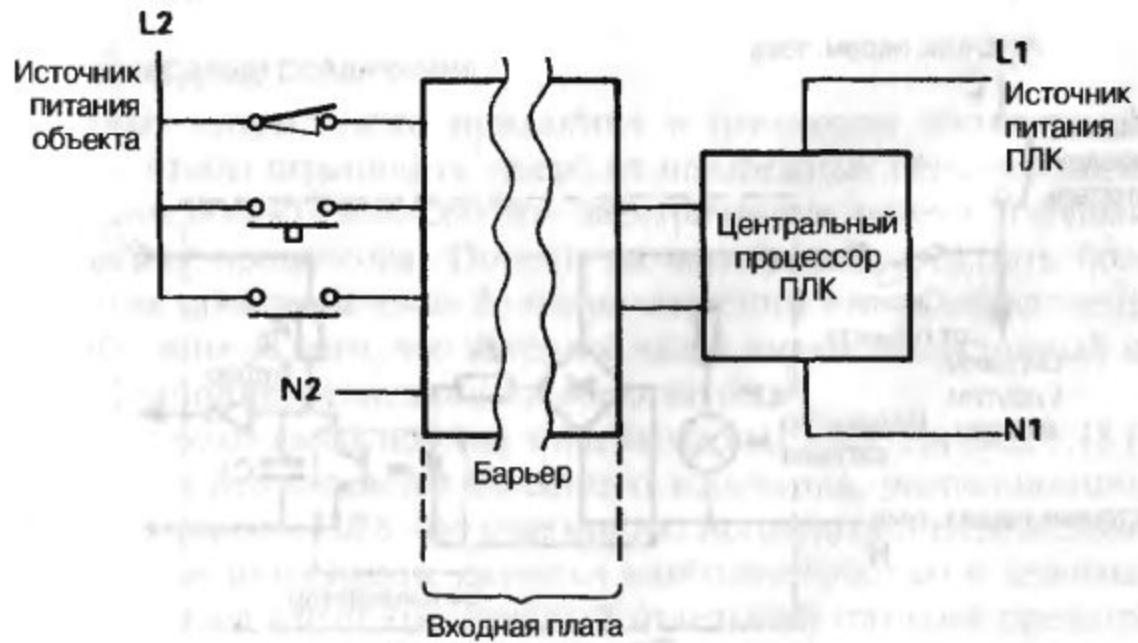 L2
Источник
питания
объекта
L1
Источник
питания
ПЛК
Центральный
процессор
ПЛК
N2
N1
Барьер
Входная плата